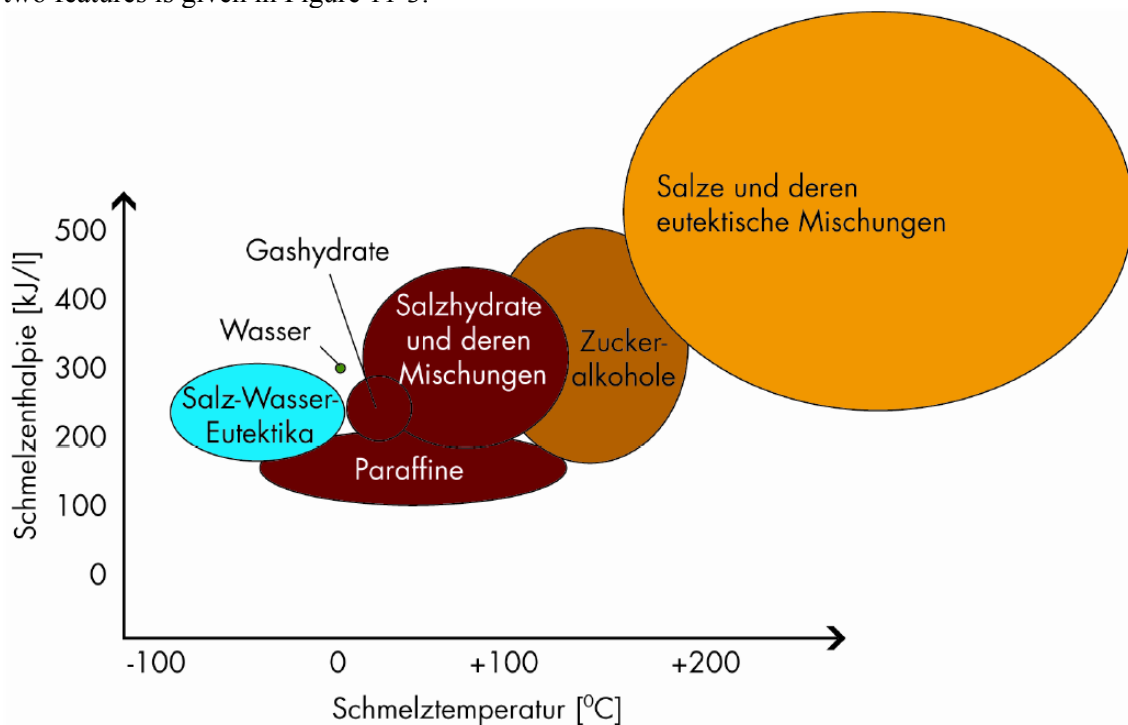 two features is given in Figure 11-3.
Salze und deren
eutektische Mischungen
500
Gashydrate
400
Salzhydrate
und deren
Mischungen
Wasser
Zucker-
alkohole
300
Salz-Wasser-
Eutektika
200
Paraffine
100
0
Schmelzenthalpie [kJ/l]
-100
0
+100
+200
Schmelztemperatur [⁰C]